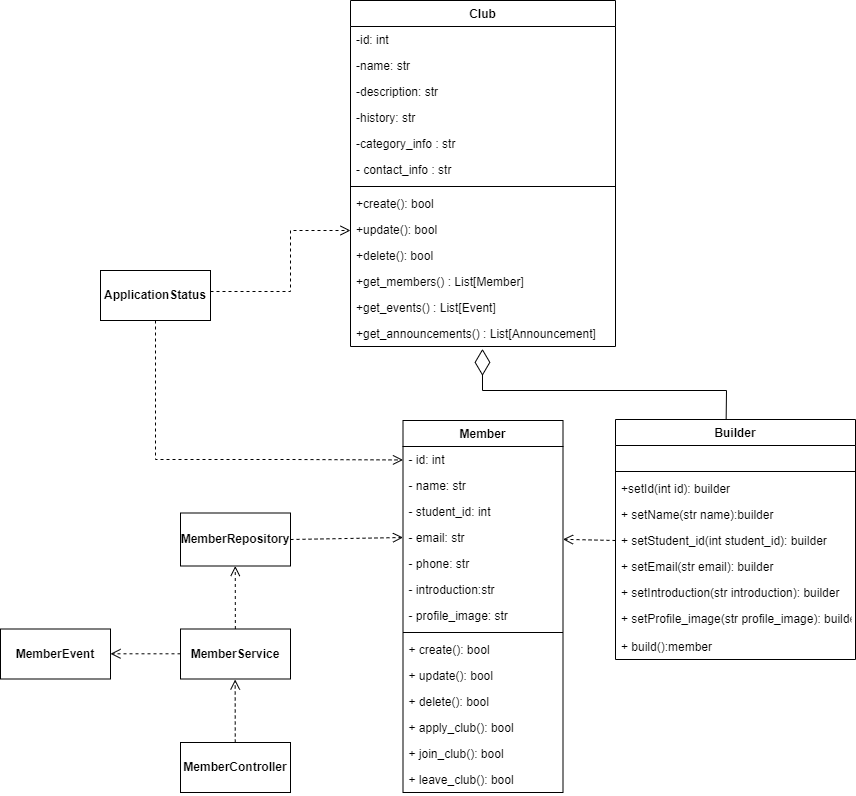 Club
-id: int
-name: str
-description: str
-history: str
-category_info : str
- contact_info : str
+create(): bool
+update(): bool
+delete(): bool
+get_members() : List[Member]
+get_events() : List[Event]
+get_announcements() : List[Announcement]
ApplicationStatus
Member
- id: int
- name: str
- student_id: int
- email: str
- phone: str
- introduction:str
- profile_image: str
+ create(): bool
+ update(): bool
+ delete(): bool
+ apply_club(): bool
+ join_club(): bool
+ leave_club(): bool
Builder
+setId(int id): builder
+ setName(str name):builder
+ setStudent_id(int student_id): builder
+ setEmail(str email): builder
+ setIntroduction(str introduction): builder
+ setProfile_image(str profile_image): builde
+ build():member
MemberRepository
MemberEvent
MemberService
MemberController